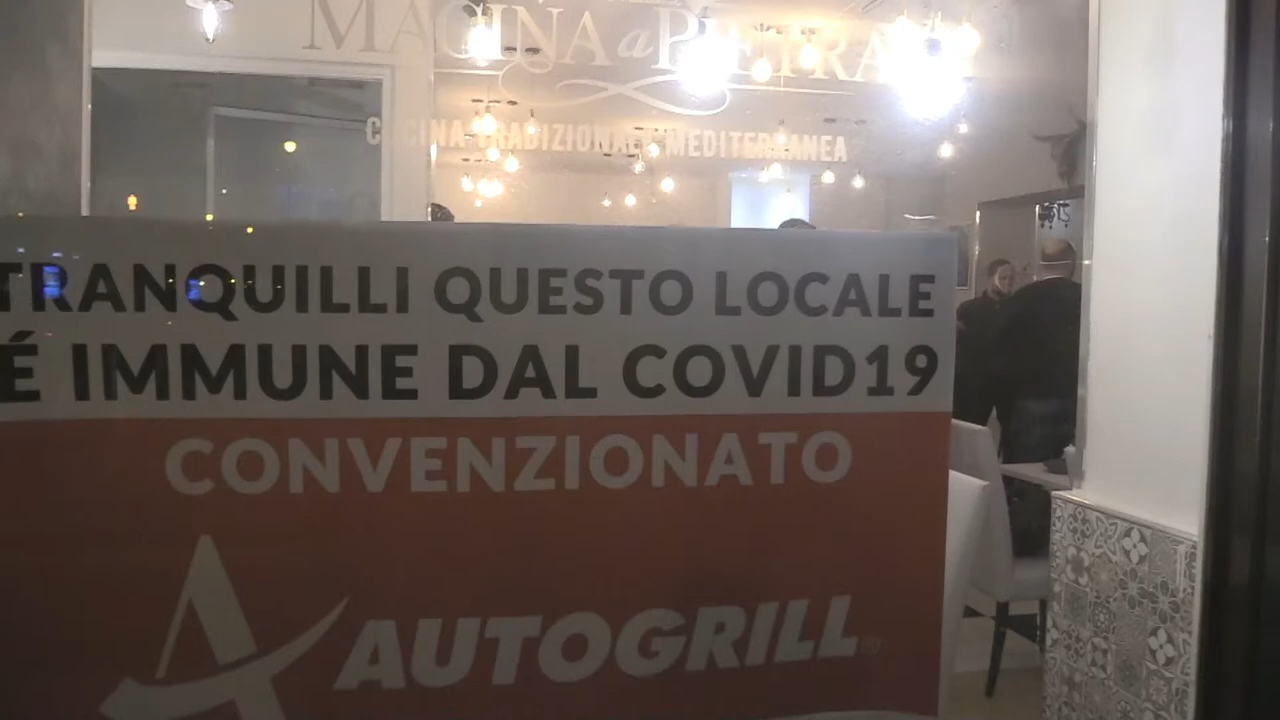 MACINA a PIETRA
CUCINA TRADIZIONALE MEDITERRANEA
TRANQUILLI QUESTO LOCALE
É IMMUNE DAL COVID19
CONVENZIONATO
AUTOGRILL